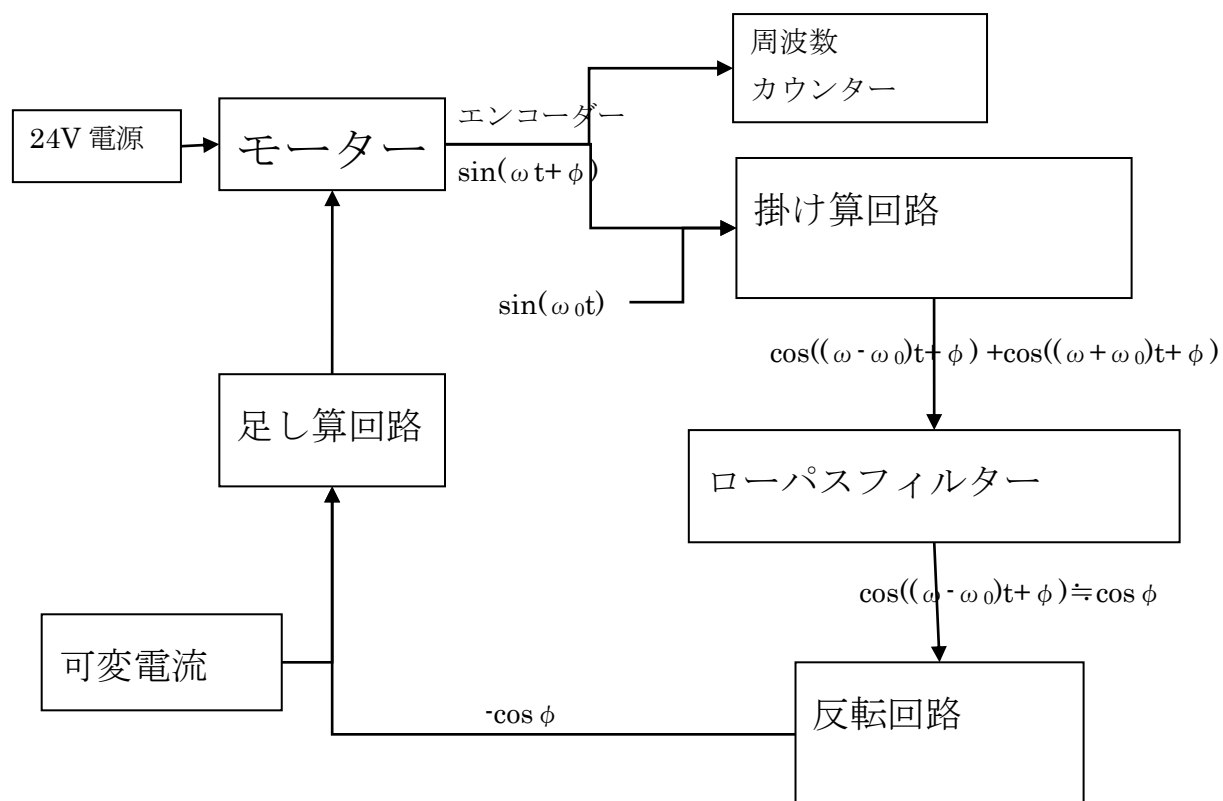 周波数
カウンター
24V 電源
モーター
エンコーダー
sin(ωt+φ)
掛け算回路
sin(ω₀t)
cos((ω-ω₀)t+φ)+cos((ω+ω₀)t+φ)
足し算回路
ローパスフィルター
cos((ω-ω₀)t+φ)≒cosφ
可変電流
反転回路
-cosφ